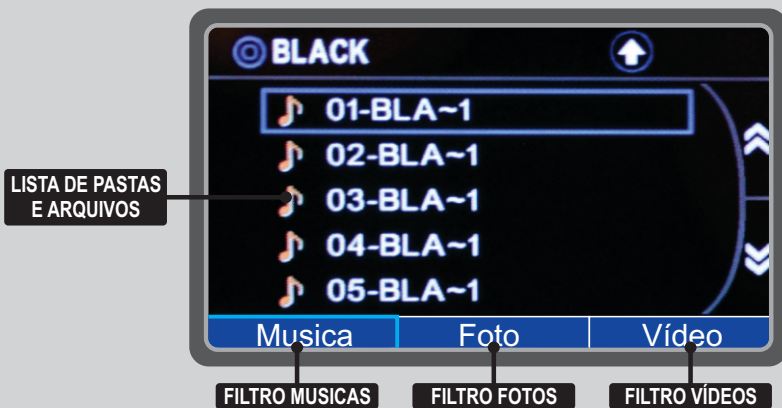 BLACK
01-BLA~1
02-BLA~1
LISTA DE PASTAS
E ARQUIVOS
03-BLA~1
04-BLA~1
05-BLA~1
Musica Foto Vídeo
FILTRO MUSICAS FILTRO FOTOS FILTRO VÍDEOS